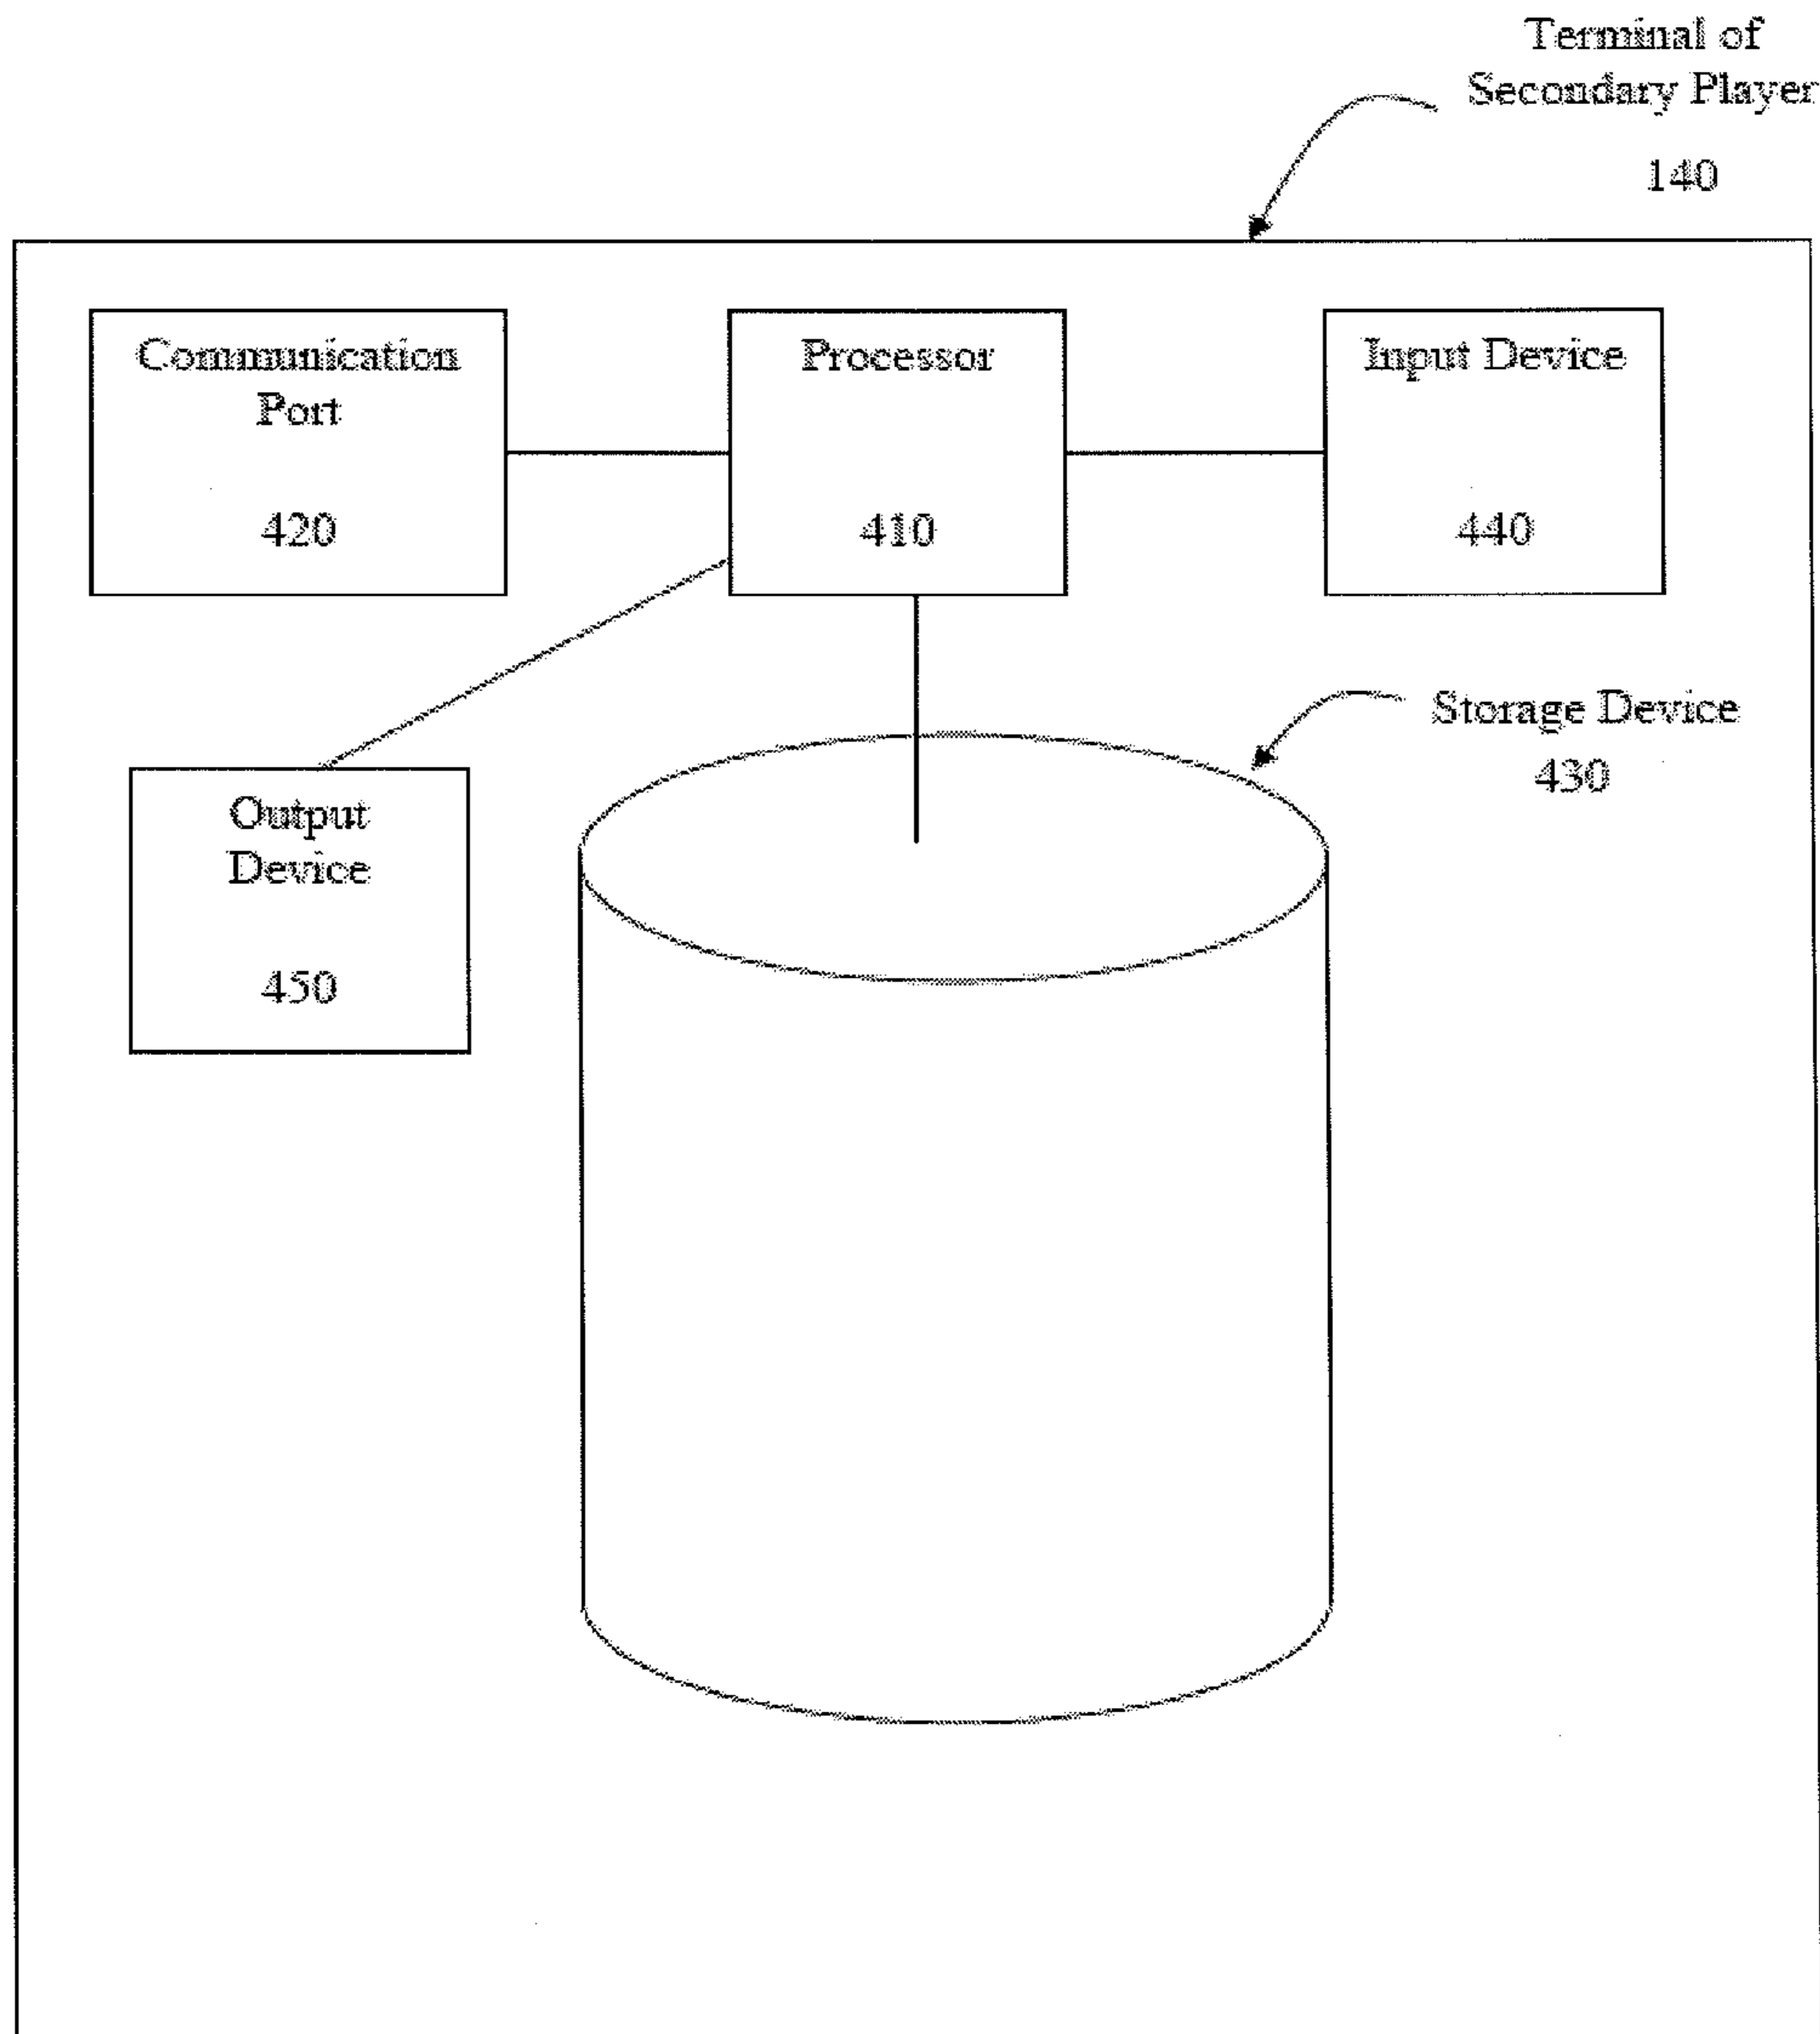 Terminal of
Secondary Player
140
Communication
Port
420
Processor
410
Input Device
440
Storage Device
430
Output
Device
450